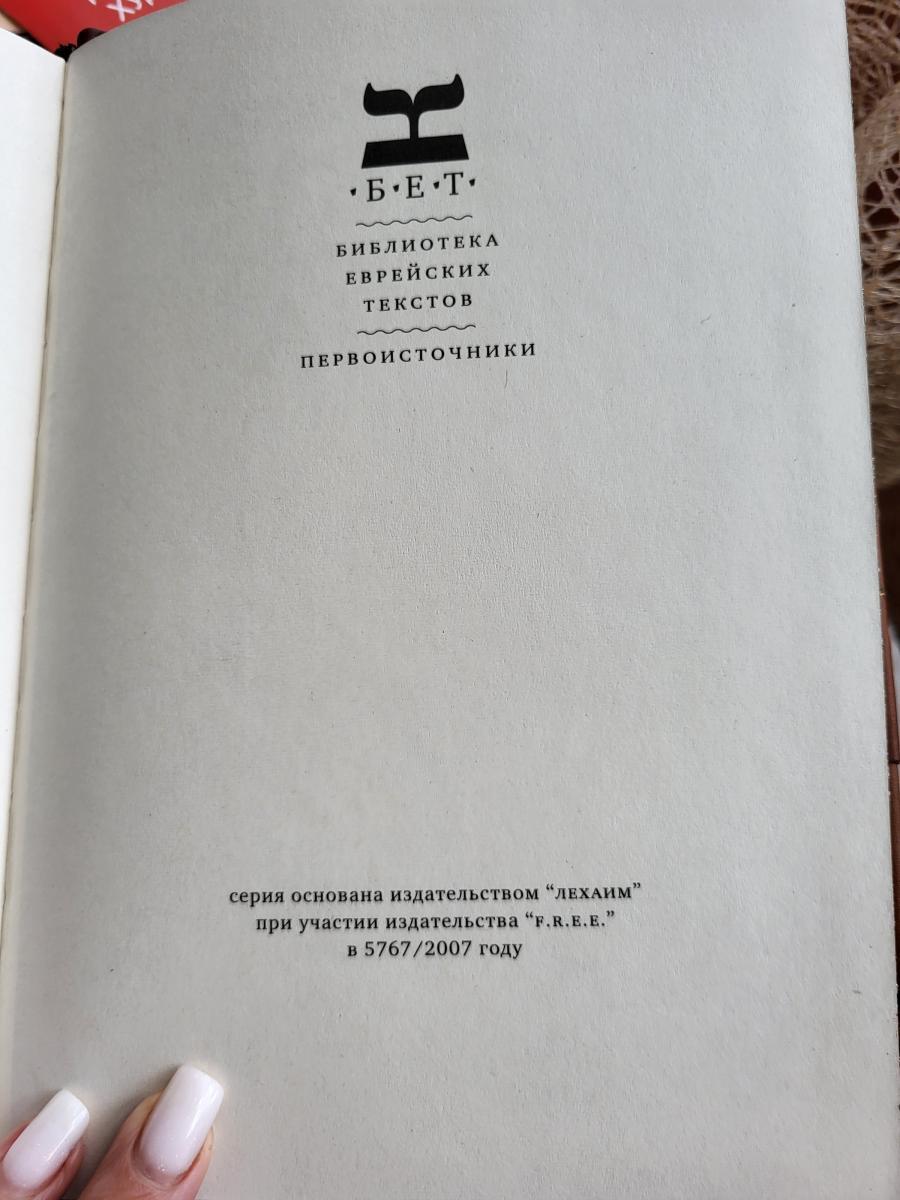 ·Б·Е·Т·
БИБЛИОТЕКА
ЕВРЕЙСКИХ
ТЕКСТОВ
ПЕРВОИСТОЧНИКИ
серия основана издательством “ЛЕХАИМ”
при участии издательства “F.R.E.E.”
в 5767/2007 году